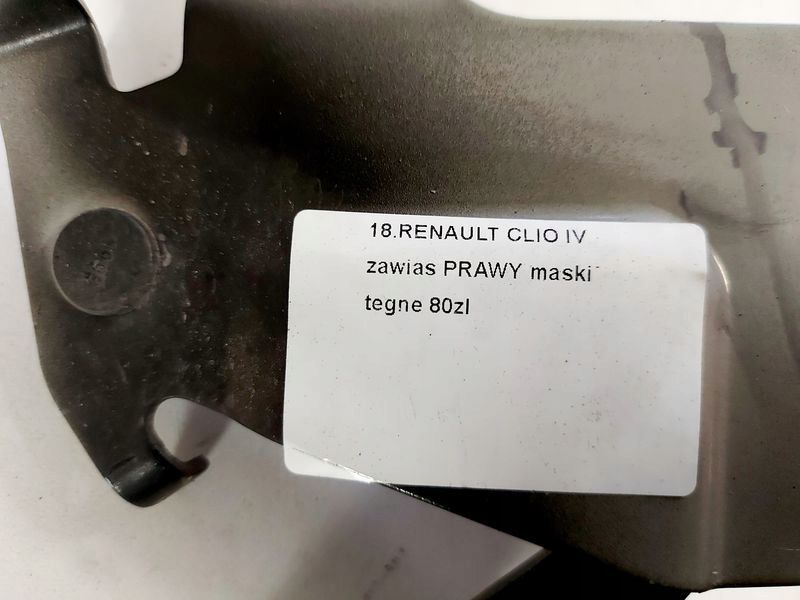 18.RENAULT CLIO IV
zawias PRAWY maski
tegne 80zl